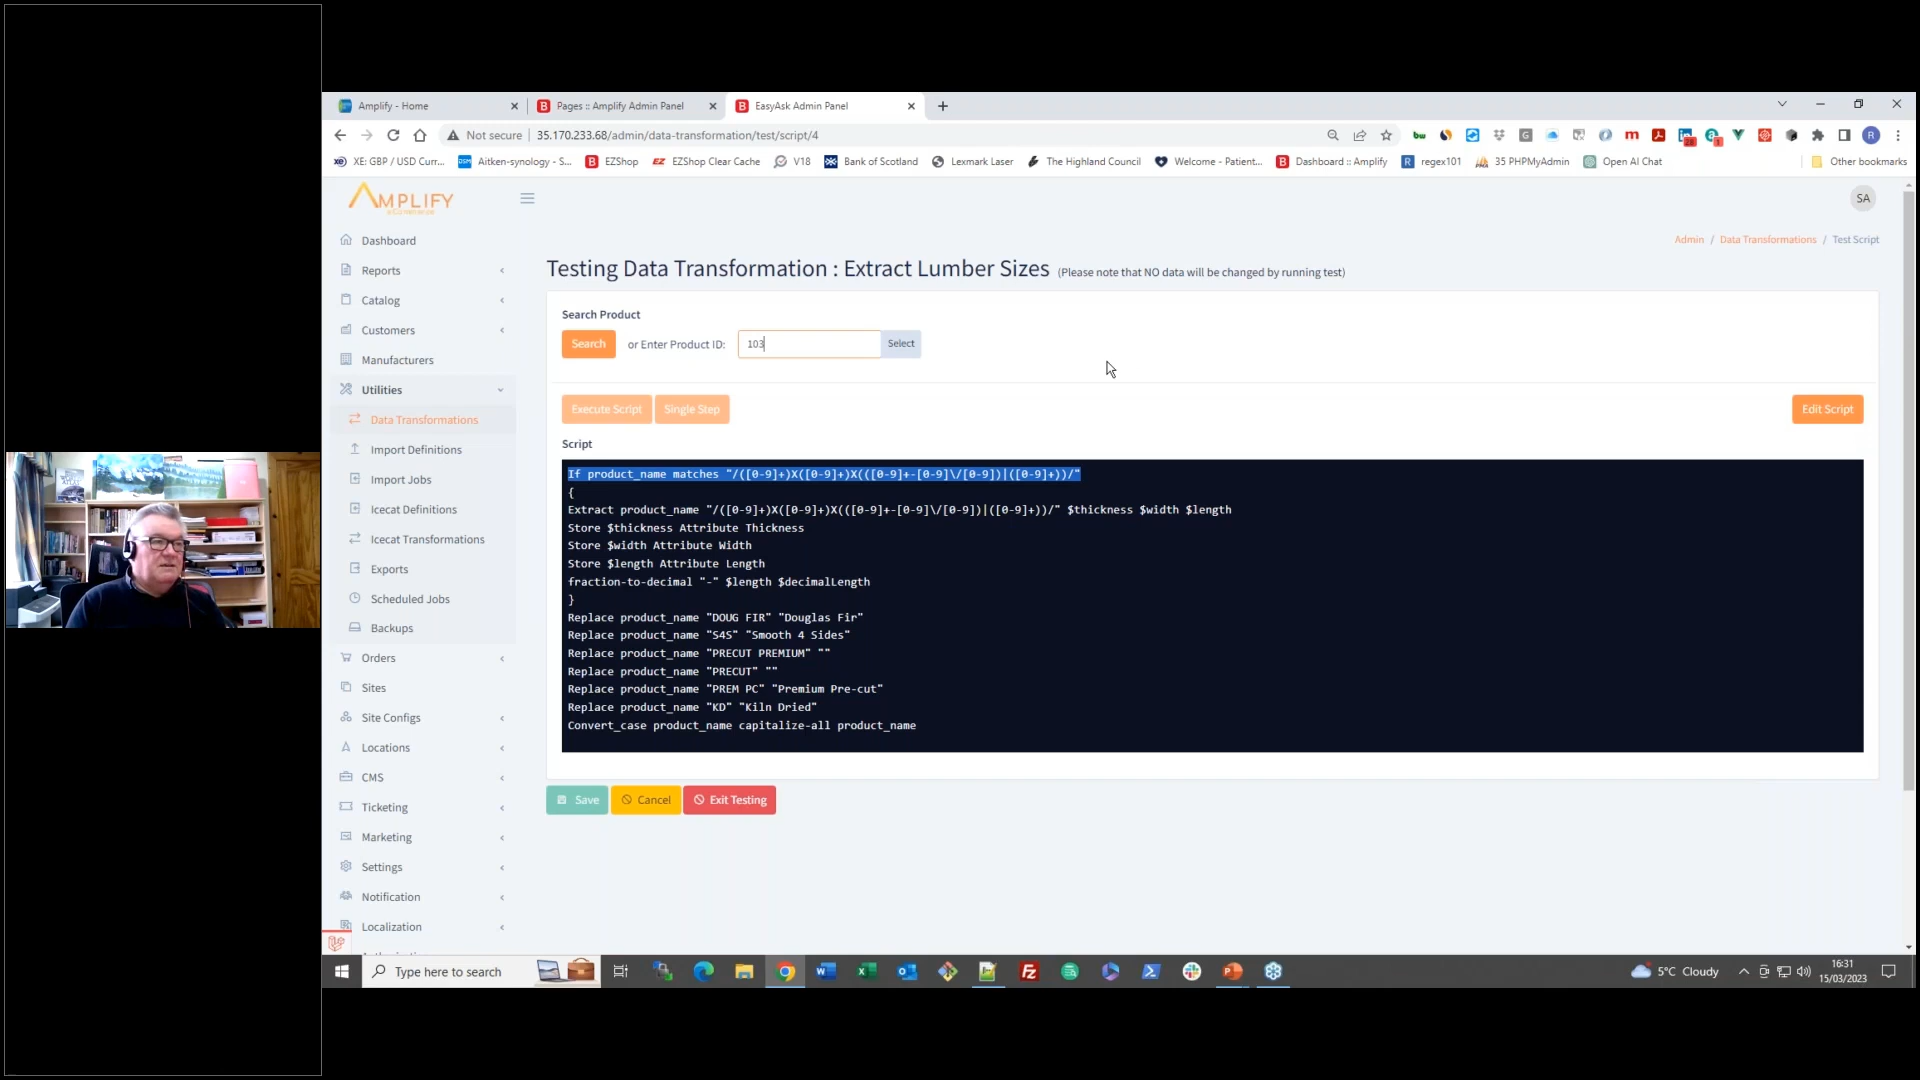 Amplify - Home
Pages :: Amplify Admin Panel
EasyAsk Admin Panel
Not secure
35.170.233.68/admin/data-transformation/test/script/4
XE: GBP / USD Curr...
Aitken-synology - S...
EZShop
EZShop Clear Cache
V18
Bank of Scotland
Lexmark Laser
The Highland Council
Welcome - Patient...
Dashboard :: Amplify
regex101
35 PHPMyAdmin
Open AI Chat
Other bookmarks
AMPLIFY
SA
Dashboard
Reports
Catalog
Customers
Manufacturers
Utilities
Data Transformations
Import Definitions
Import Jobs
Icecat Definitions
Icecat Transformations
Exports
Scheduled Jobs
Backups
Orders
Sites
Site Configs
Locations
CMS
Ticketing
Marketing
Settings
Notification
Localization
Admin / Data Transformations / Test Script
Testing Data Transformation : Extract Lumber Sizes (Please note that NO data will be changed by running test)
Search Product
Search or Enter Product ID: 103 Select
Execute Script Single Step Edit Script
Script
If product_name matches "/([0-9]+)X([0-9]+)X(([0-9]+-[0-9]\/[0-9])|([0-9]+))/"
{
Extract product_name "/([0-9]+)X([0-9]+)X(([0-9]+-[0-9]\/[0-9])|([0-9]+))/" $thickness $width $length
Store $thickness Attribute Thickness
Store $width Attribute Width
Store $length Attribute Length
fraction-to-decimal "-" $length $decimalLength
}
Replace product_name "DOUG FIR" "Douglas Fir"
Replace product_name "S4S" "Smooth 4 Sides"
Replace product_name "PRECUT PREMIUM" ""
Replace product_name "PRECUT" ""
Replace product_name "PREM PC" "Premium Pre-cut"
Replace product_name "KD" "Kiln Dried"
Convert_case product_name capitalize-all product_name
Save Cancel Exit Testing
Type here to search
5°C Cloudy
16:31
15/03/2023